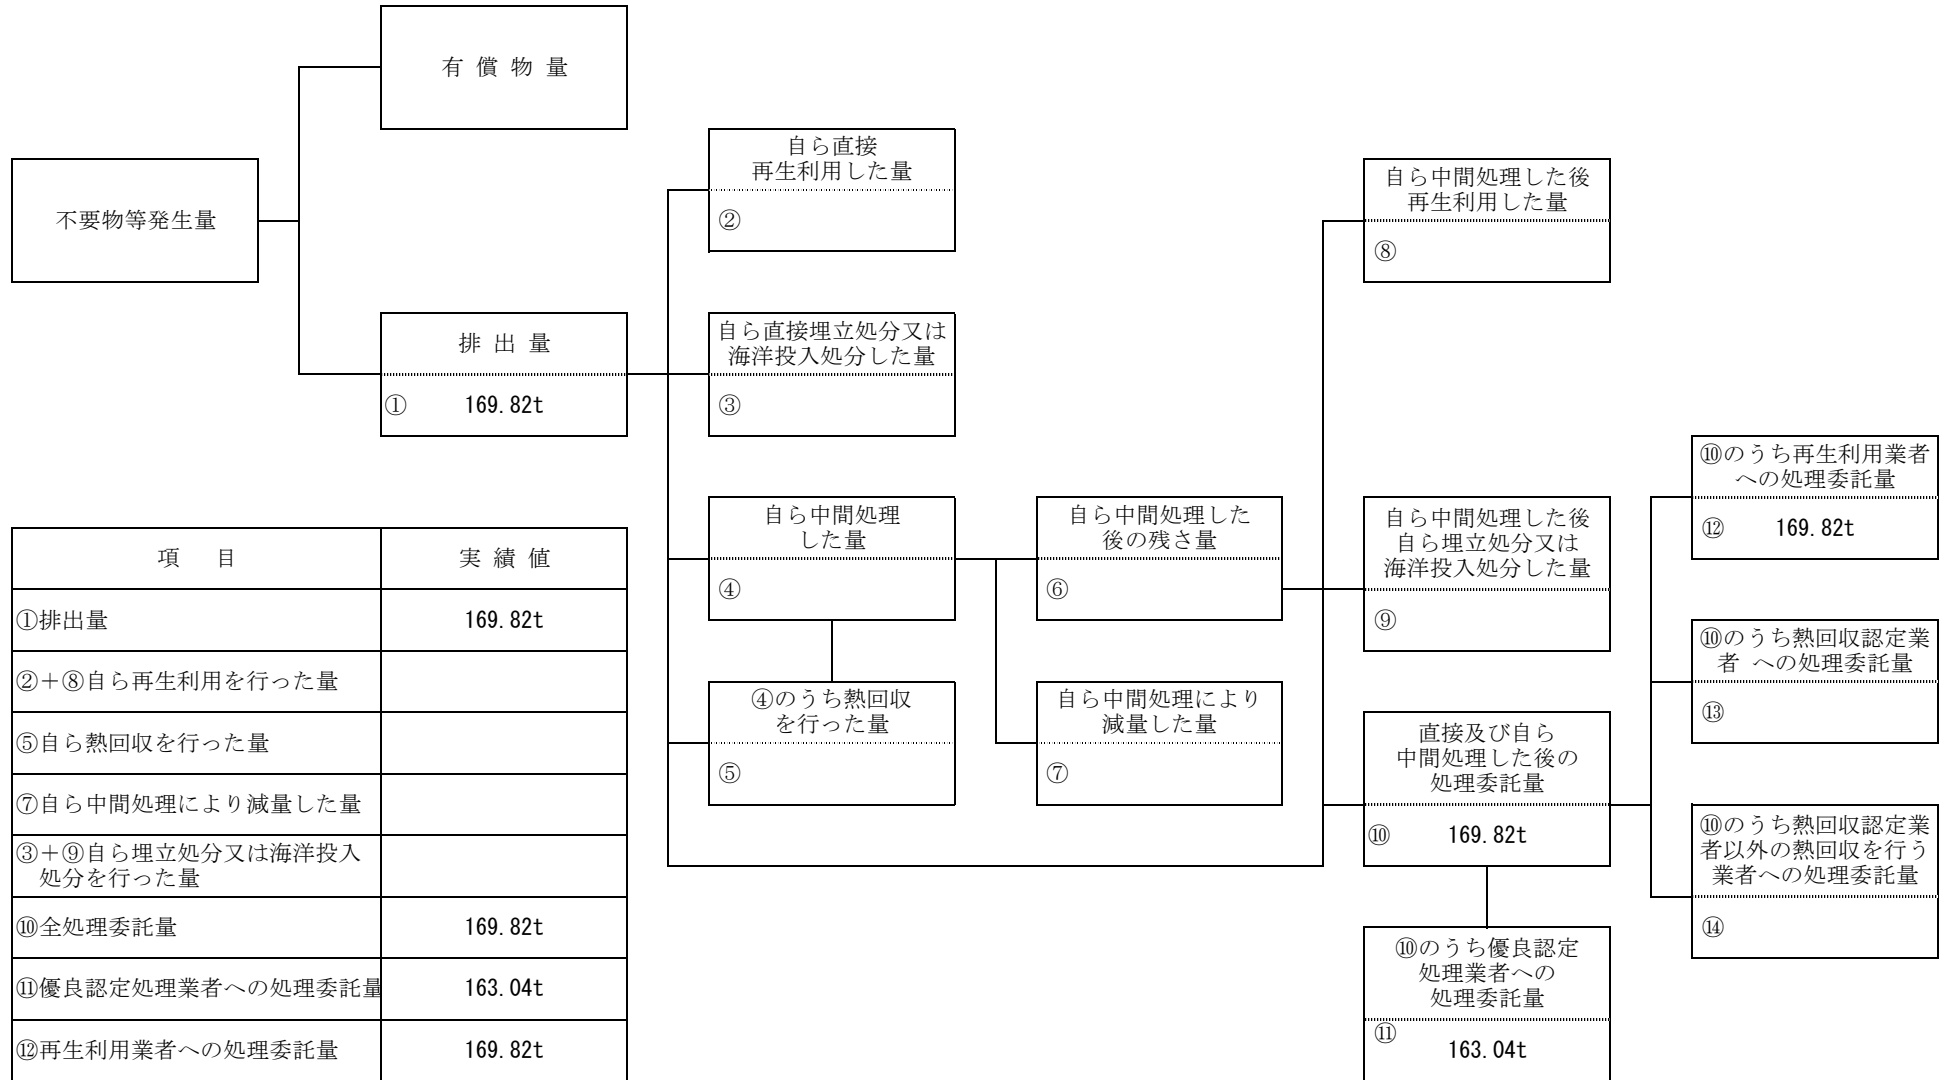 有 償 物 量
不要物等発生量
排 出 量
① 169.82t
自ら直接
再生利用した量
②
自ら直接埋立処分又は
海洋投入処分した量
③
自ら中間処理
した量
④
④のうち熱回収
を行った量
⑤
自ら中間処理した
後の残さ量
⑥
自ら中間処理により
減量した量
⑦
自ら中間処理した後
再生利用した量
⑧
自ら中間処理した後
自ら埋立処分又は
海洋投入処分した量
⑨
直接及び自ら
中間処理した後の
処理委託量
⑩ 169.82t
⑩のうち優良認定
処理業者への
処理委託量
⑪ 163.04t
⑩のうち再生利用業者
への処理委託量
⑫ 169.82t
⑩のうち熱回収認定業
者 への処理委託量
⑬
⑩のうち熱回収認定業
者以外の熱回収を行う
業者への処理委託量
⑭
項 目 実 績 値
①排出量 169.82t
②＋⑧自ら再生利用を行った量
⑤自ら熱回収を行った量
⑦自ら中間処理により減量した量
③＋⑨自ら埋立処分又は海洋投入
処分を行った量
⑩全処理委託量 169.82t
⑪優良認定処理業者への処理委託量 163.04t
⑫再生利用業者への処理委託量 169.82t